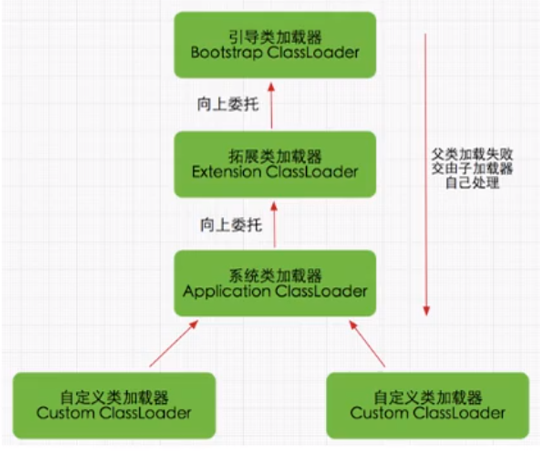 引导类加载器
Bootstrap ClassLoader
向上委托
拓展类加载器
Extension ClassLoader
父类加载失败
交由子加载器
自己处理
向上委托
系统类加载器
Application ClassLoader
自定义类加载器
Custom ClassLoader
自定义类加载器
Custom ClassLoader